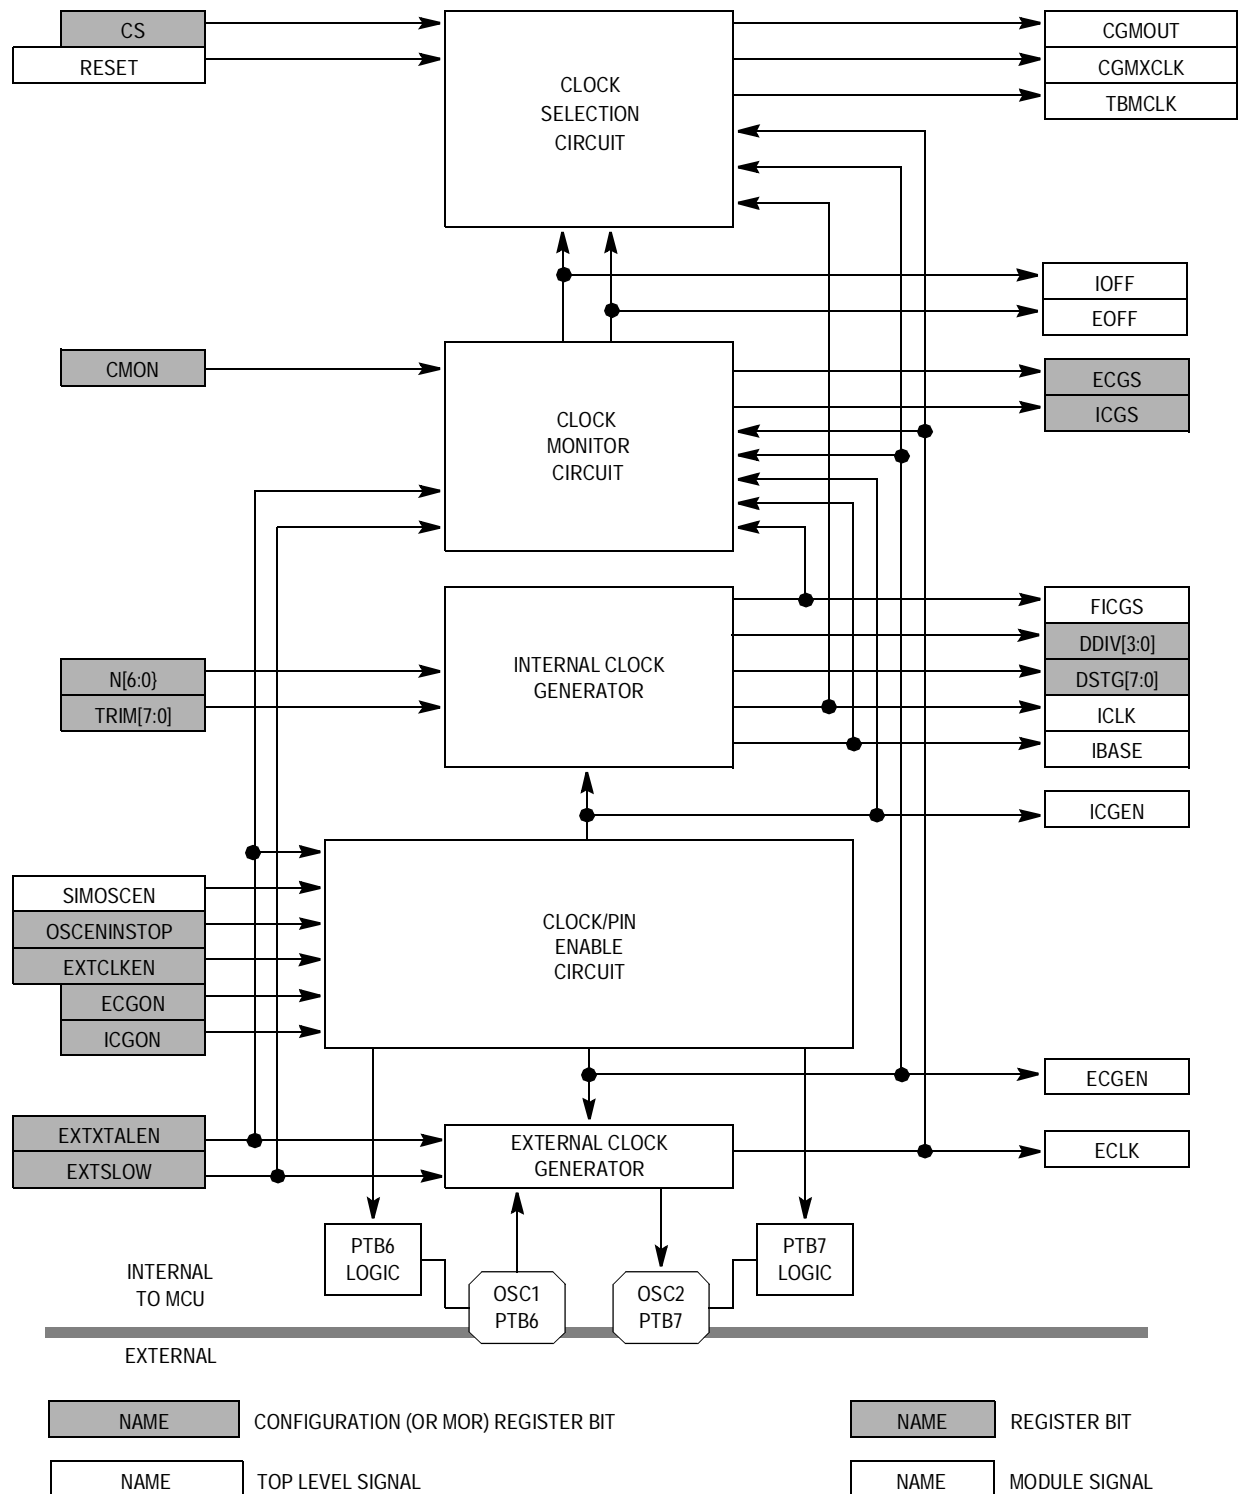 CS
RESET
CLOCK
SELECTION
CIRCUIT
CGMOUT
CGMXCLK
TBMCLK
IOFF
EOFF
CMON
CLOCK
MONITOR
CIRCUIT
ECGS
ICGS
N[6:0}
TRIM[7:0]
INTERNAL CLOCK
GENERATOR
FICGS
DDIV[3:0]
DSTG[7:0]
ICLK
IBASE
ICGEN
SIMOSCEN
OSCENINSTOP
EXTCLKEN
ECGON
ICGON
CLOCK/PIN
ENABLE
CIRCUIT
ECGEN
EXTXTALEN
EXTSLOW
EXTERNAL CLOCK
GENERATOR
ECLK
PTB6
LOGIC
OSC1
PTB6
OSC2
PTB7
PTB7
LOGIC
INTERNAL
TO MCU
EXTERNAL
NAME CONFIGURATION (OR MOR) REGISTER BIT
NAME REGISTER BIT
NAME TOP LEVEL SIGNAL
NAME MODULE SIGNAL